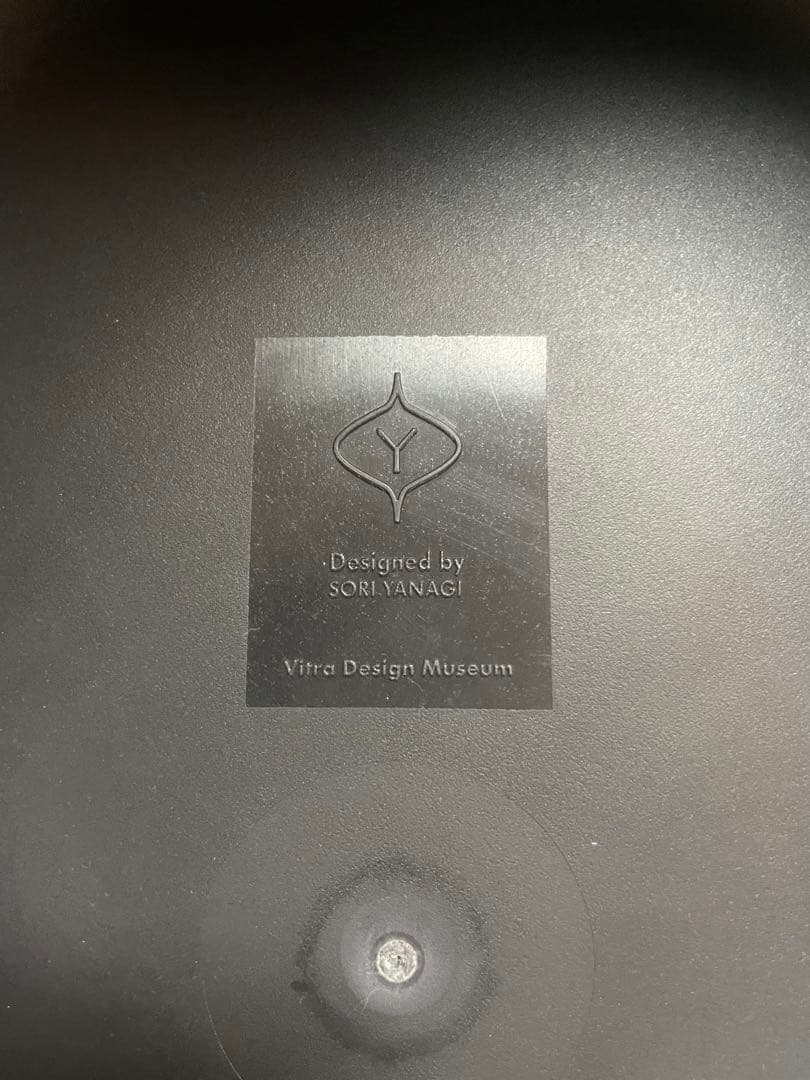 Y
Designed by
SORI YANAGI
Vitra Design Museum